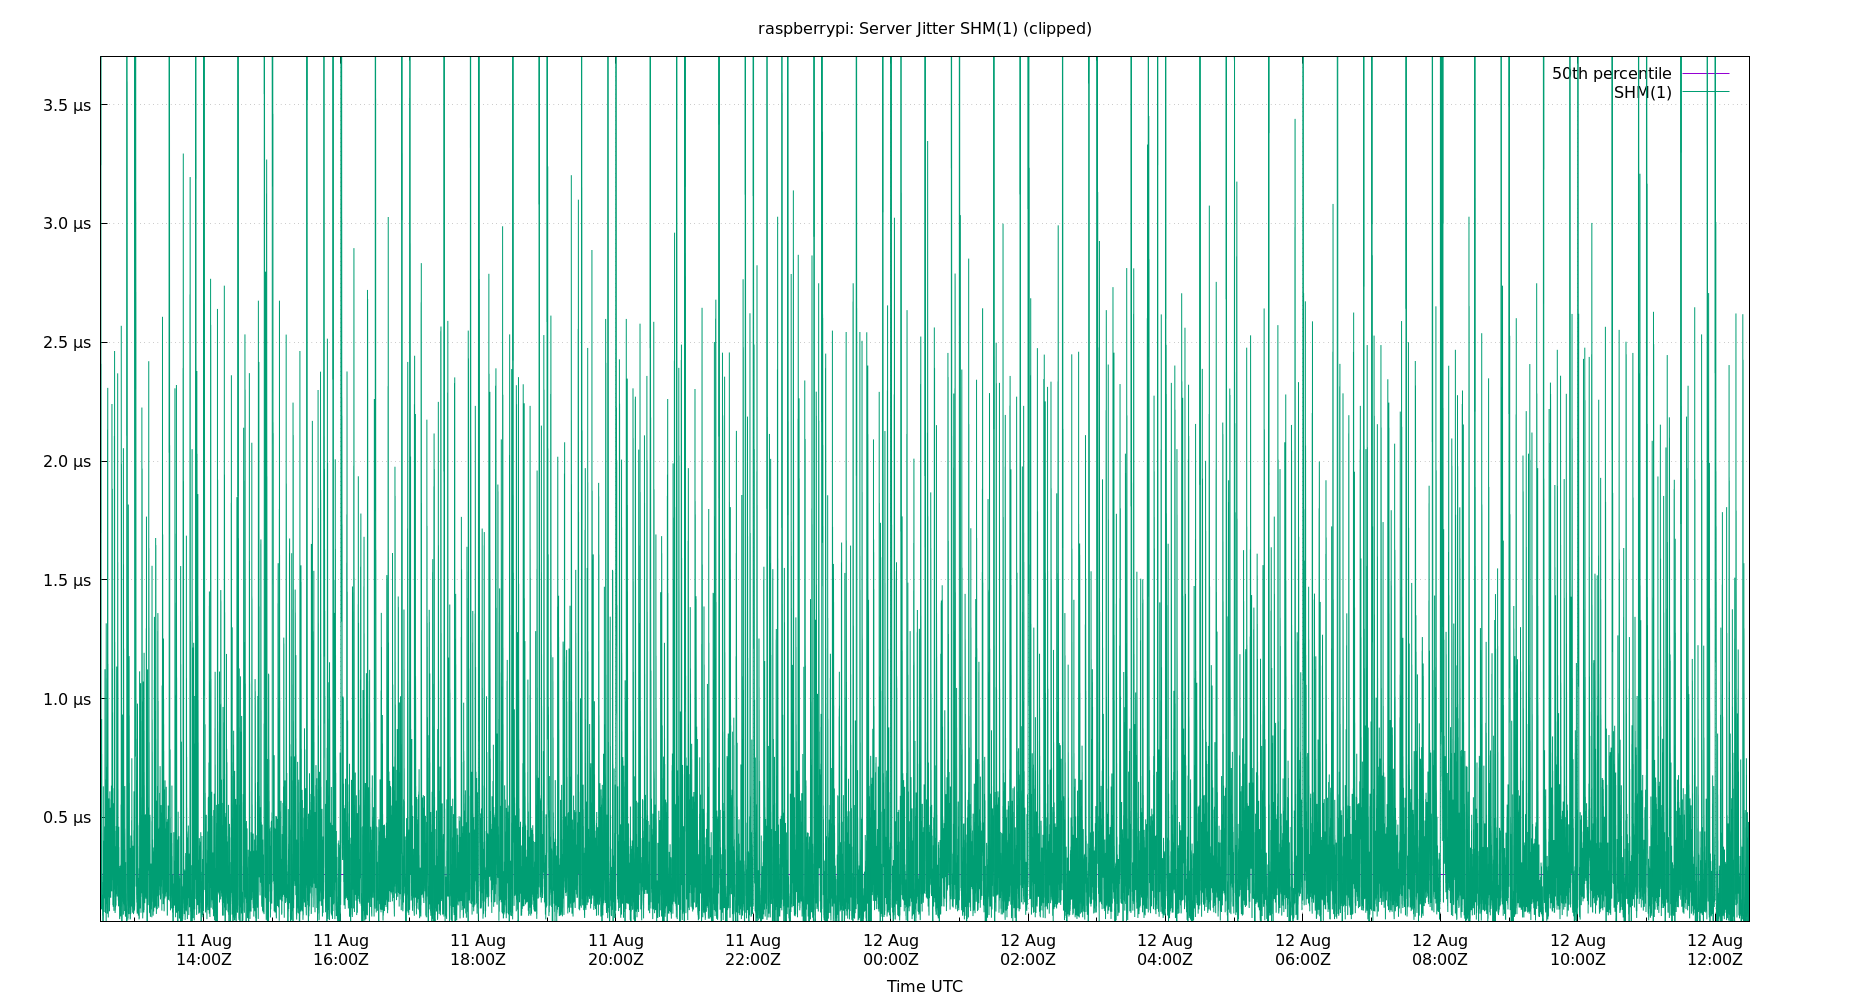 raspberrypi: Server Jitter SHM(1) (clipped)
50th percentile
SHM(1)
3.5 µs
3.0 µs
2.5 µs
2.0 µs
1.5 µs
1.0 µs
0.5 µs
11 Aug 11 Aug 11 Aug 11 Aug 11 Aug 12 Aug 12 Aug 12 Aug 12 Aug 12 Aug 12 Aug 12 Aug
14:00Z 16:00Z 18:00Z 20:00Z 22:00Z 00:00Z 02:00Z 04:00Z 06:00Z 08:00Z 10:00Z 12:00Z
Time UTC